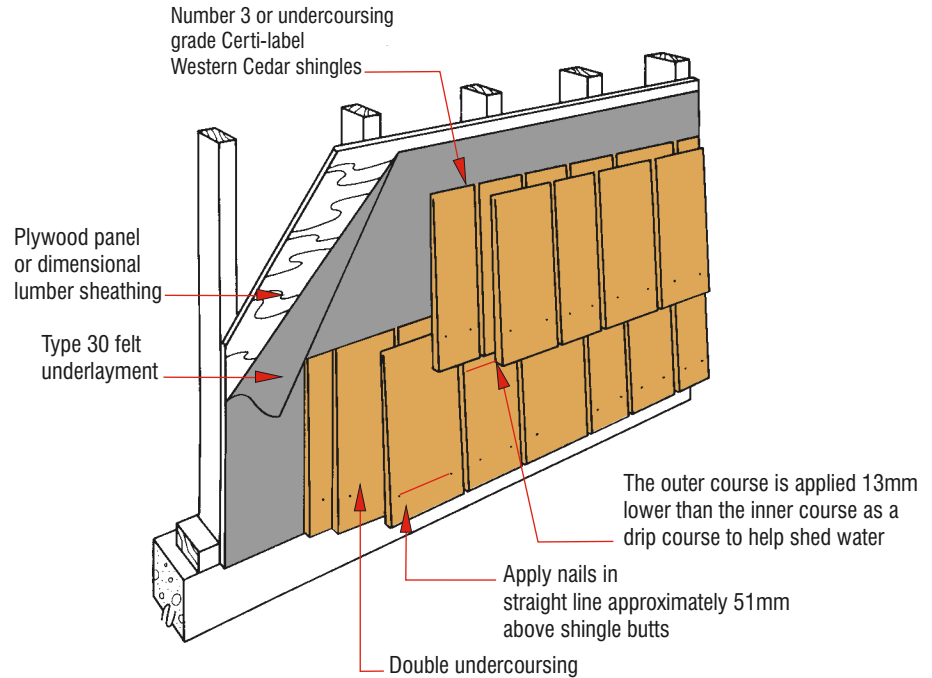 Number 3 or undercoursing
grade Certi-label
Western Cedar shingles
Plywood panel
or dimensional
lumber sheathing
Type 30 felt
underlayment
The outer course is applied 13mm
lower than the inner course as a
drip course to help shed water
Apply nails in
straight line approximately 51mm
above shingle butts
Double undercoursing